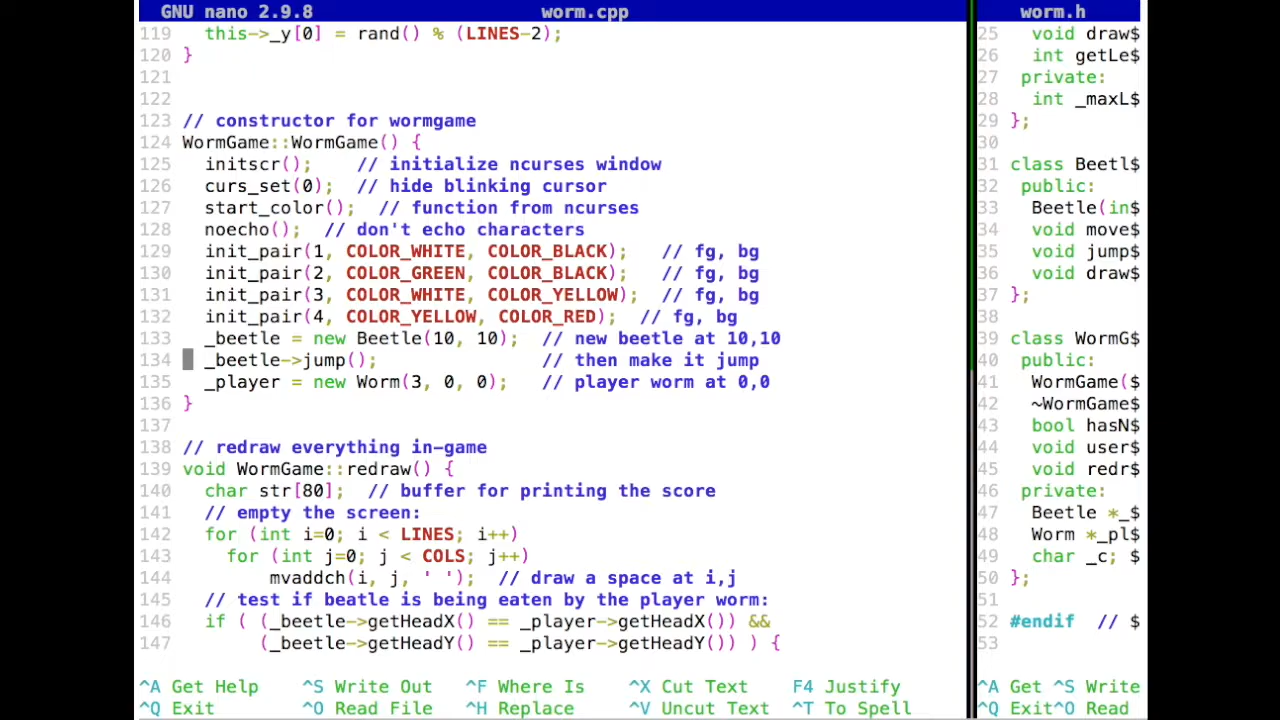 GNU nano 2.9.8 worm.cpp
119 this->_y[0] = rand() % (LINES-2);
120 }
121
122
123 // constructor for wormgame
124 WormGame::WormGame() {
125 initscr(); // initialize ncurses window
126 curs_set(0); // hide blinking cursor
127 start_color(); // function from ncurses
128 noecho(); // don't echo characters
129 init_pair(1, COLOR_WHITE, COLOR_BLACK); // fg, bg
130 init_pair(2, COLOR_GREEN, COLOR_BLACK); // fg, bg
131 init_pair(3, COLOR_WHITE, COLOR_YELLOW); // fg, bg
132 init_pair(4, COLOR_YELLOW, COLOR_RED); // fg, bg
133 _beetle = new Beetle(10, 10); // new beetle at 10,10
134 _beetle->jump(); // then make it jump
135 _player = new Worm(3, 0, 0); // player worm at 0,0
136 }
137
138 // redraw everything in-game
139 void WormGame::redraw() {
140 char str[80]; // buffer for printing the score
141 // empty the screen:
142 for (int i=0; i < LINES; i++)
143 for (int j=0; j < COLS; j++)
144 mvaddch(i, j, ' '); // draw a space at i,j
145 // test if beatle is being eaten by the player worm:
146 if ( (_beetle->getHeadX() == _player->getHeadX()) &&
147 (_beetle->getHeadY() == _player->getHeadY()) ) {
^A Get Help ^S Write Out ^F Where Is ^X Cut Text F4 Justify
^Q Exit ^O Read File ^H Replace ^V Uncut Text ^T To Spell
worm.h
25 void draw$
26 int getLe$
27 private:
28 int _maxL$
29 };
30
31 class Beetl$
32 public:
33 Beetle(in$
34 void move$
35 void jump$
36 void draw$
37 };
38
39 class WormG$
40 public:
41 WormGame($
42 ~WormGame$
43 bool hasN$
44 void user$
45 void redr$
46 private:
47 Beetle *_$
48 Worm *_pl$
49 char _c; $
50 };
51
52 #endif // $
53
^A Get ^S Write
^Q Exit^O Read